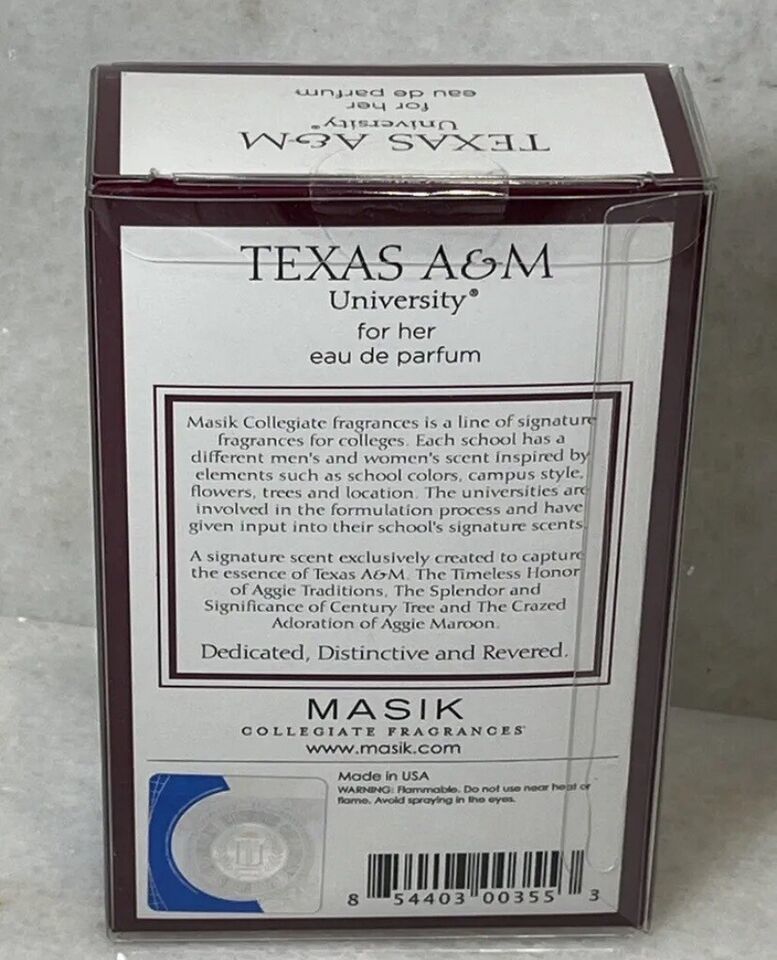 TEXAS A&M
University®
for her
eau de parfum
TEXAS A&M
University®
for her
eau de parfum
Masik Collegiate fragrances is a line of signature
fragrances for colleges. Each school has a
different men's and women's scent inspired by
elements such as school colors, campus style,
flowers, trees and location. The universities are
involved in the formulation process and have
given input into their school's signature scents.
A signature scent exclusively created to capture
the essence of Texas A&M. The Timeless Honor
of Aggie Traditions, The Splendor and
Significance of Century Tree and The Crazed
Adoration of Aggie Maroon.
Dedicated, Distinctive and Revered.
MASIK
COLLEGIATE FRAGRANCES
www.masik.com
Made in USA
WARNING: Flammable. Do not use near heat or
flame. Avoid spraying in the eyes.
8 54403 00355 3